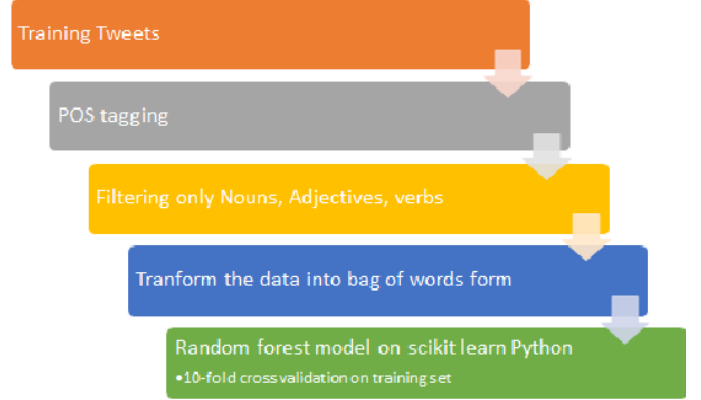 Training Tweets
POS tagging
Filtering only Nouns, Adjectives, verbs
Tranform the data into bag of words form
Random forest model on scikit learn Python
•10-fold cross validation on training set